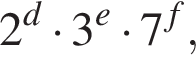 2^d · 3^e · 7^f,